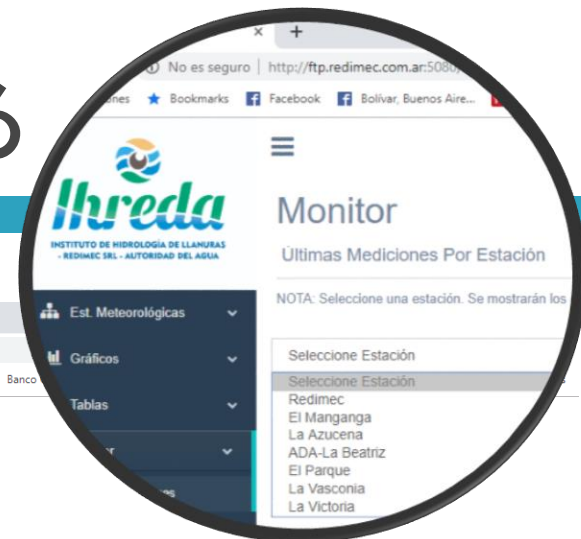 6
No es seguro | http://ftp.redimec.com.ar:5080
Bookmarks Facebook Bolívar, Buenos Aire...
Ihreda
INSTITUTO DE HIDROLOGÍA DE LLANURAS
- REDIMEC SRL - AUTORIDAD DEL AGUA
Monitor
Últimas Mediciones Por Estación
NOTA: Seleccione una estación. Se mostrarán los
Est. Meteorológicas
Gráficos
Tablas
Banco
Seleccione Estación
Seleccione Estación
Redimec
El Manganga
La Azucena
ADA-La Beatriz
El Parque
La Vasconia
La Victoria